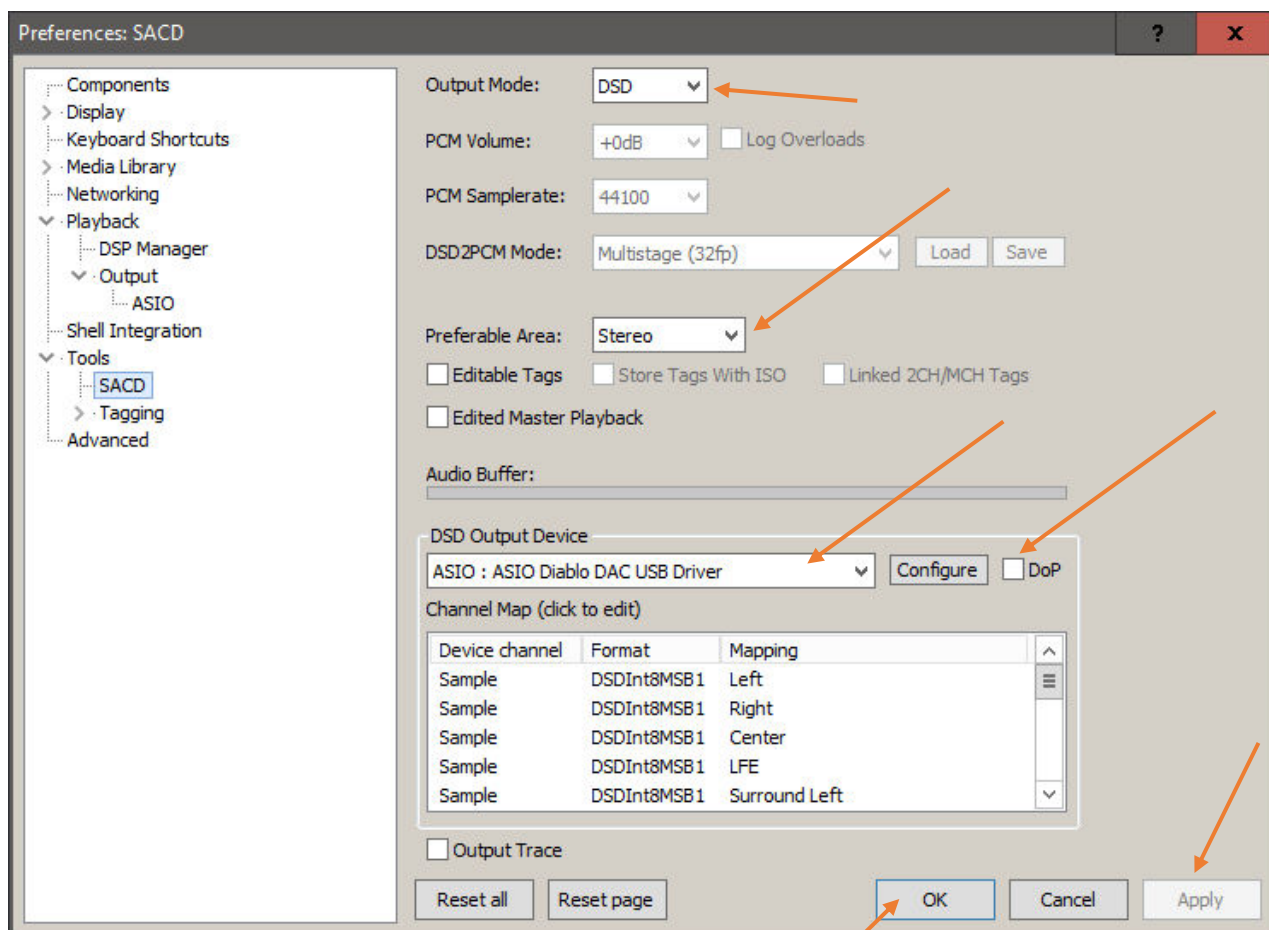 Preferences: SACD
?
x
Components
Display
Keyboard Shortcuts
Media Library
Networking
Playback
DSP Manager
Output
ASIO
Shell Integration
Tools
SACD
Tagging
Advanced
Output Mode: DSD
PCM Volume: +0dB Log Overloads
PCM Samplerate: 44100
DSD2PCM Mode: Multistage (32fp) Load Save
Preferable Area: Stereo
Editable Tags Store Tags With ISO Linked 2CH/MCH Tags
Edited Master Playback
Audio Buffer:
DSD Output Device
ASIO : ASIO Diablo DAC USB Driver Configure DoP
Channel Map (click to edit)
Device channel Format Mapping
Sample DSDInt8MSB1 Left
Sample DSDInt8MSB1 Right
Sample DSDInt8MSB1 Center
Sample DSDInt8MSB1 LFE
Sample DSDInt8MSB1 Surround Left
Output Trace
Reset all Reset page OK Cancel Apply